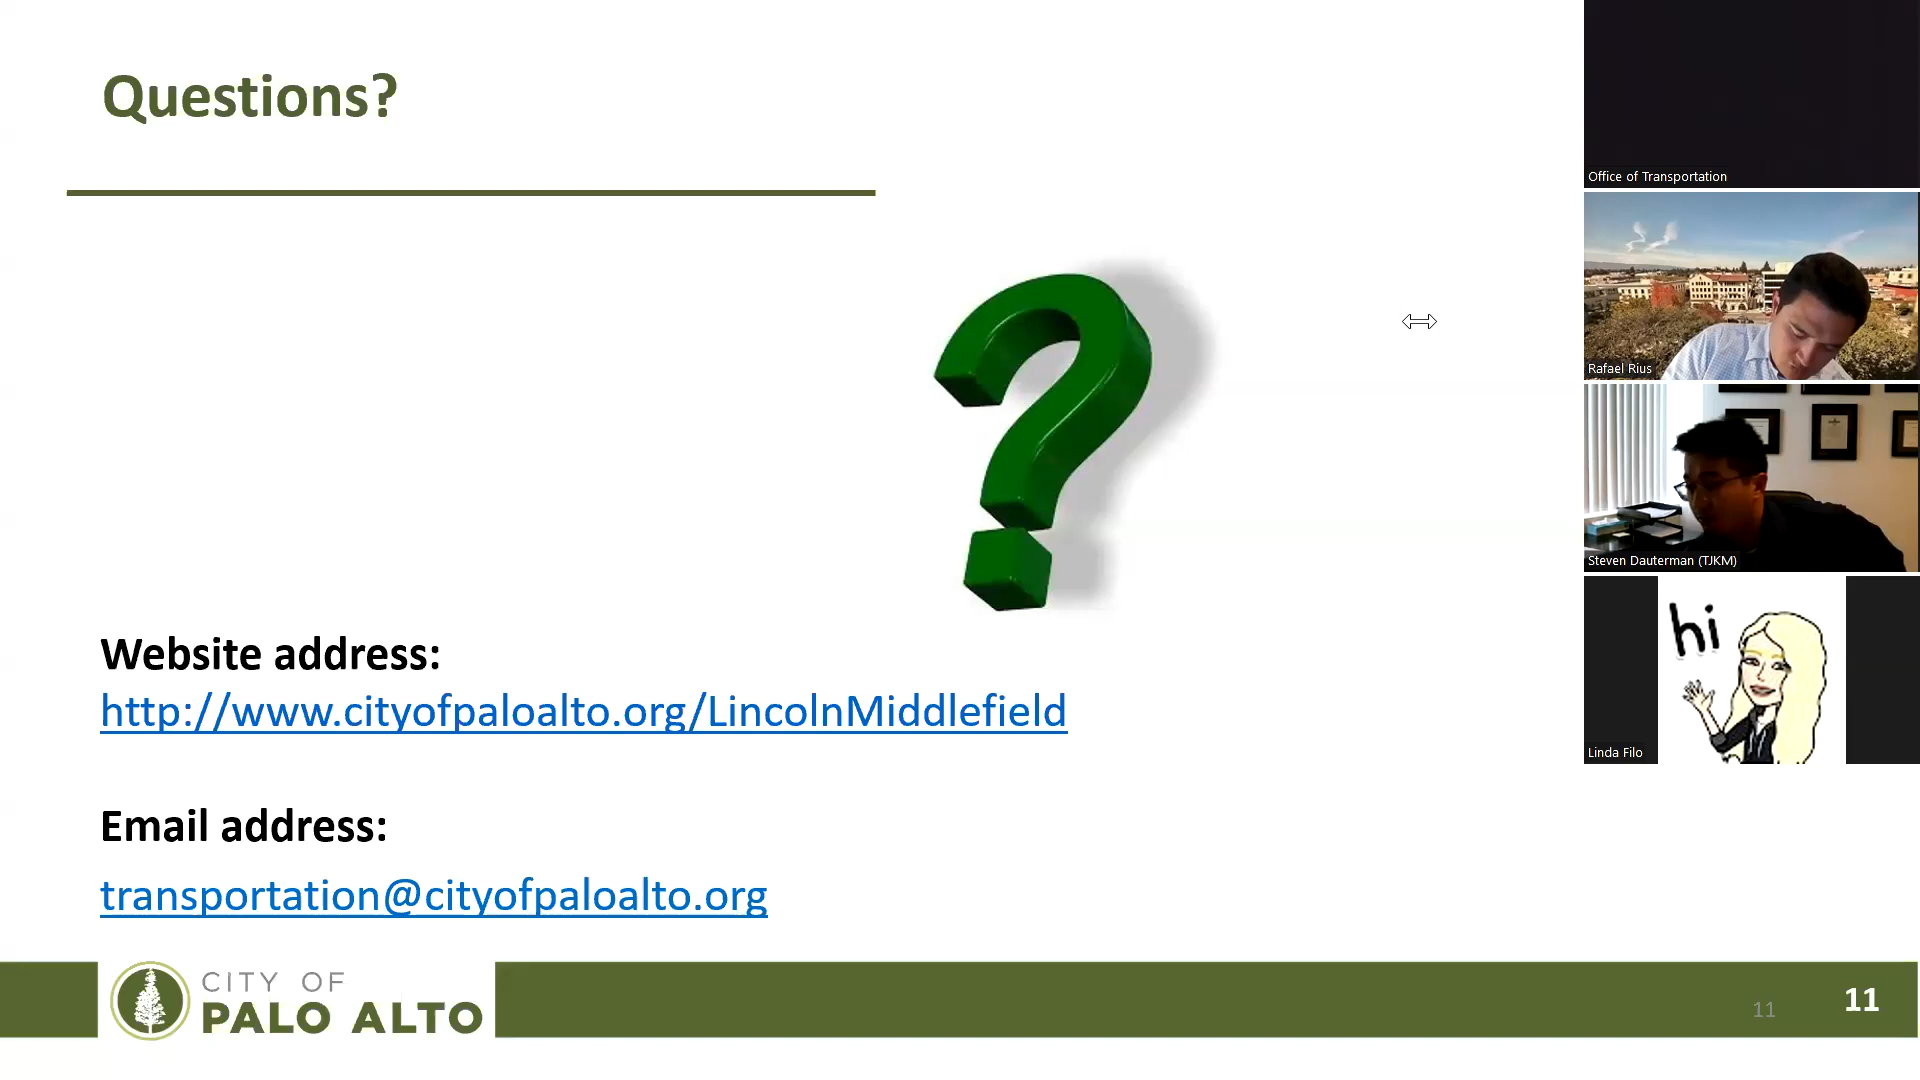 Questions?
Website address:
http://www.cityofpaloalto.org/LincolnMiddlefield
Email address:
transportation@cityofpaloalto.org
CITY OF
PALO ALTO
11
11
Office of Transportation
Rafael Rius
Steven Dauterman (TJKM)
hi
Linda Filo